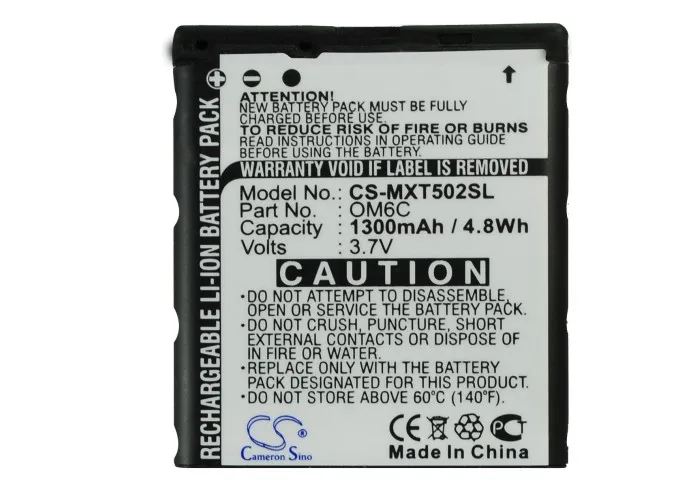 RECHARGEABLE LI-ION BATTERY PACK
ATTENTION!
NEW BATTERY PACK MUST BE FULLY
CHARGED BEFORE USING.
TO REDUCE RISK OF FIRE OR BURNS
READ INSTRUCTIONS IN OPERATING GUIDE
BEFORE USING THIS BATTERY.
WARRANTY VOID IF LABEL IS REMOVED
Model No.: CS-MXT502SL
Part No.: OM6C
Capacity : 1300mAh / 4.8Wh
Volts : 3.7V
CAUTION
•DO NOT ATTEMPT TO DISASSEMBLE,
OPEN OR SERVICE BATTERY PACK.
•DO NOT CRUSH, PUNCTURE, SHORT
EXTERNAL CONTACTS OR DISPOSE
IN FIRE OR WATER.
•REPLACE ONLY WITH THE BATTERY
PACK DESIGNATED FOR THE PRODUCT.
•DO NOT STORE ABOVE 60°C (140°F).
CS
Cameron Sino
CE PC
Made In China